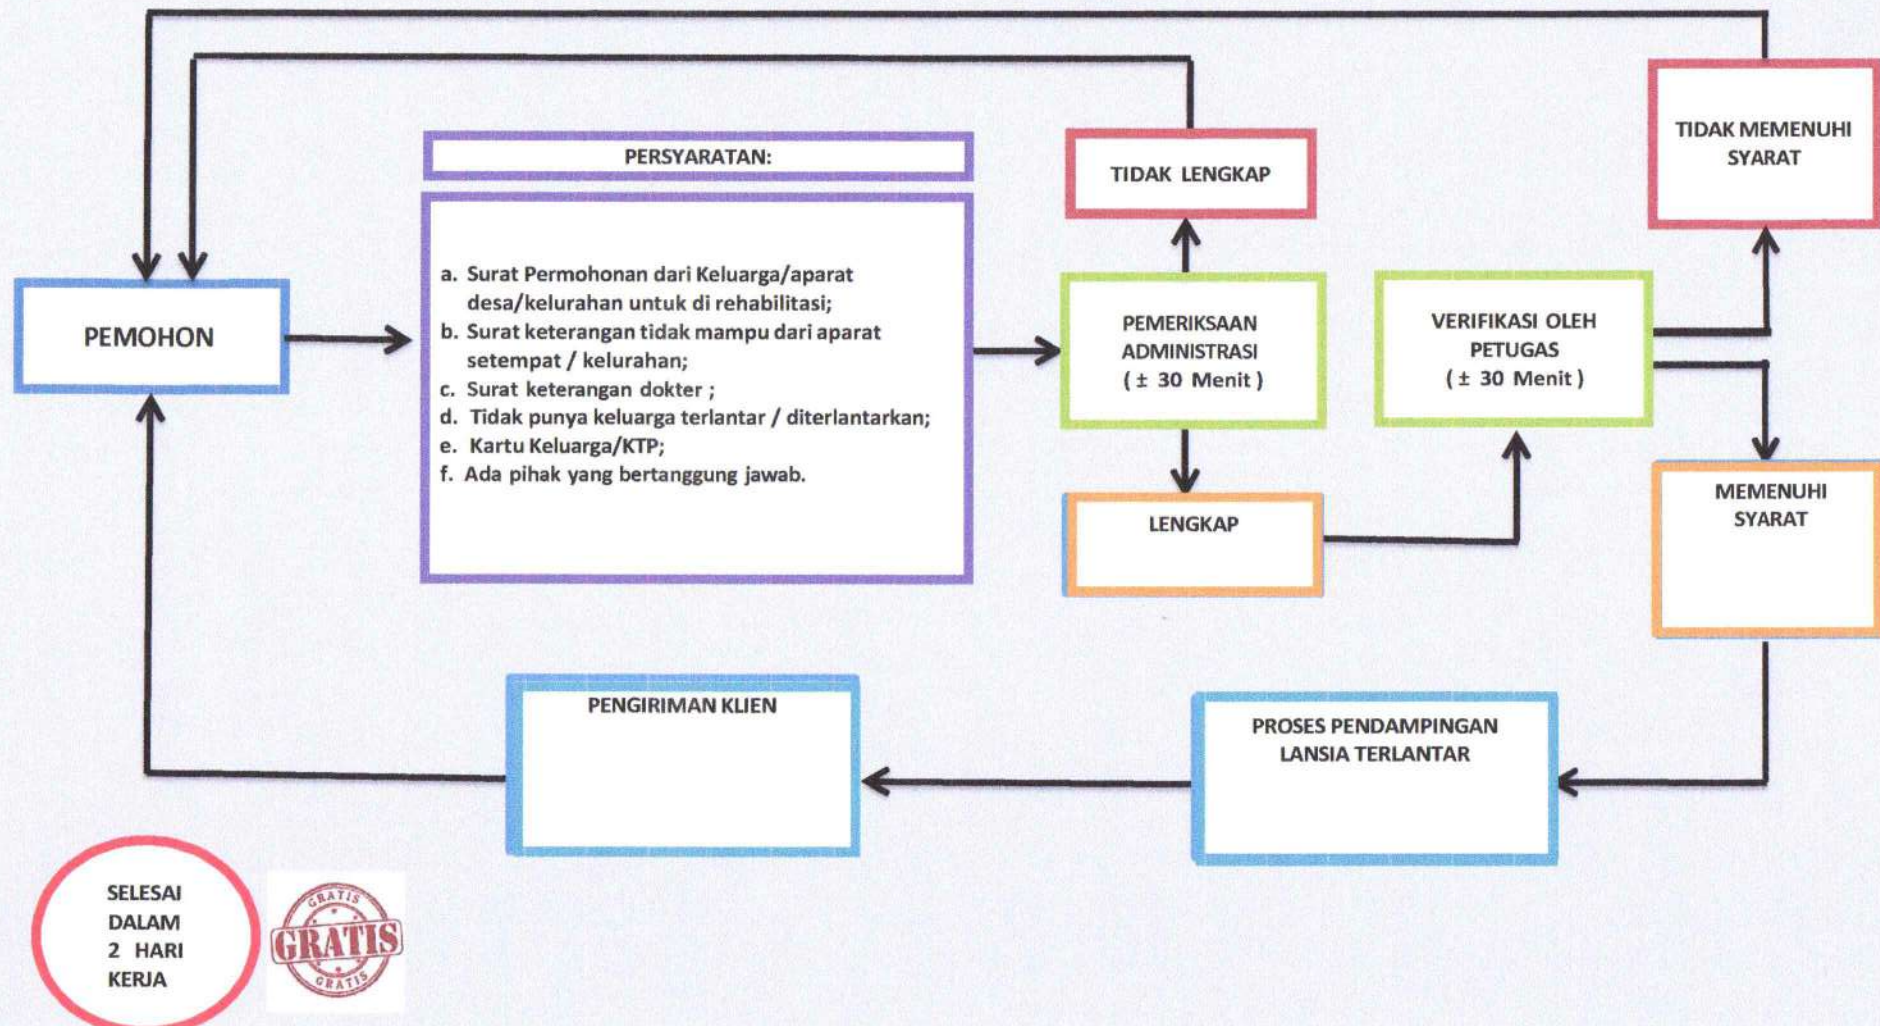 PERSYARATAN:
TIDAK LENGKAP
TIDAK MEMENUHI
SYARAT
PEMOHON
a. Surat Permohonan dari Keluarga/aparat
desa/kelurahan untuk di rehabilitasi;
b. Surat keterangan tidak mampu dari aparat
setempat / kelurahan;
c. Surat keterangan dokter ;
d. Tidak punya keluarga terlantar / diterlantarkan;
e. Kartu Keluarga/KTP;
f. Ada pihak yang bertanggung jawab.
PEMERIKSAAN
ADMINISTRASI
( ± 30 Menit )
VERIFIKASI OLEH
PETUGAS
( ± 30 Menit )
LENGKAP
MEMENUHI
SYARAT
PENGIRIMAN KLIEN
PROSES PENDAMPINGAN
LANSIA TERLANTAR
SELESAI
DALAM
2 HARI
KERJA
GRATIS
GRATIS
GRATIS